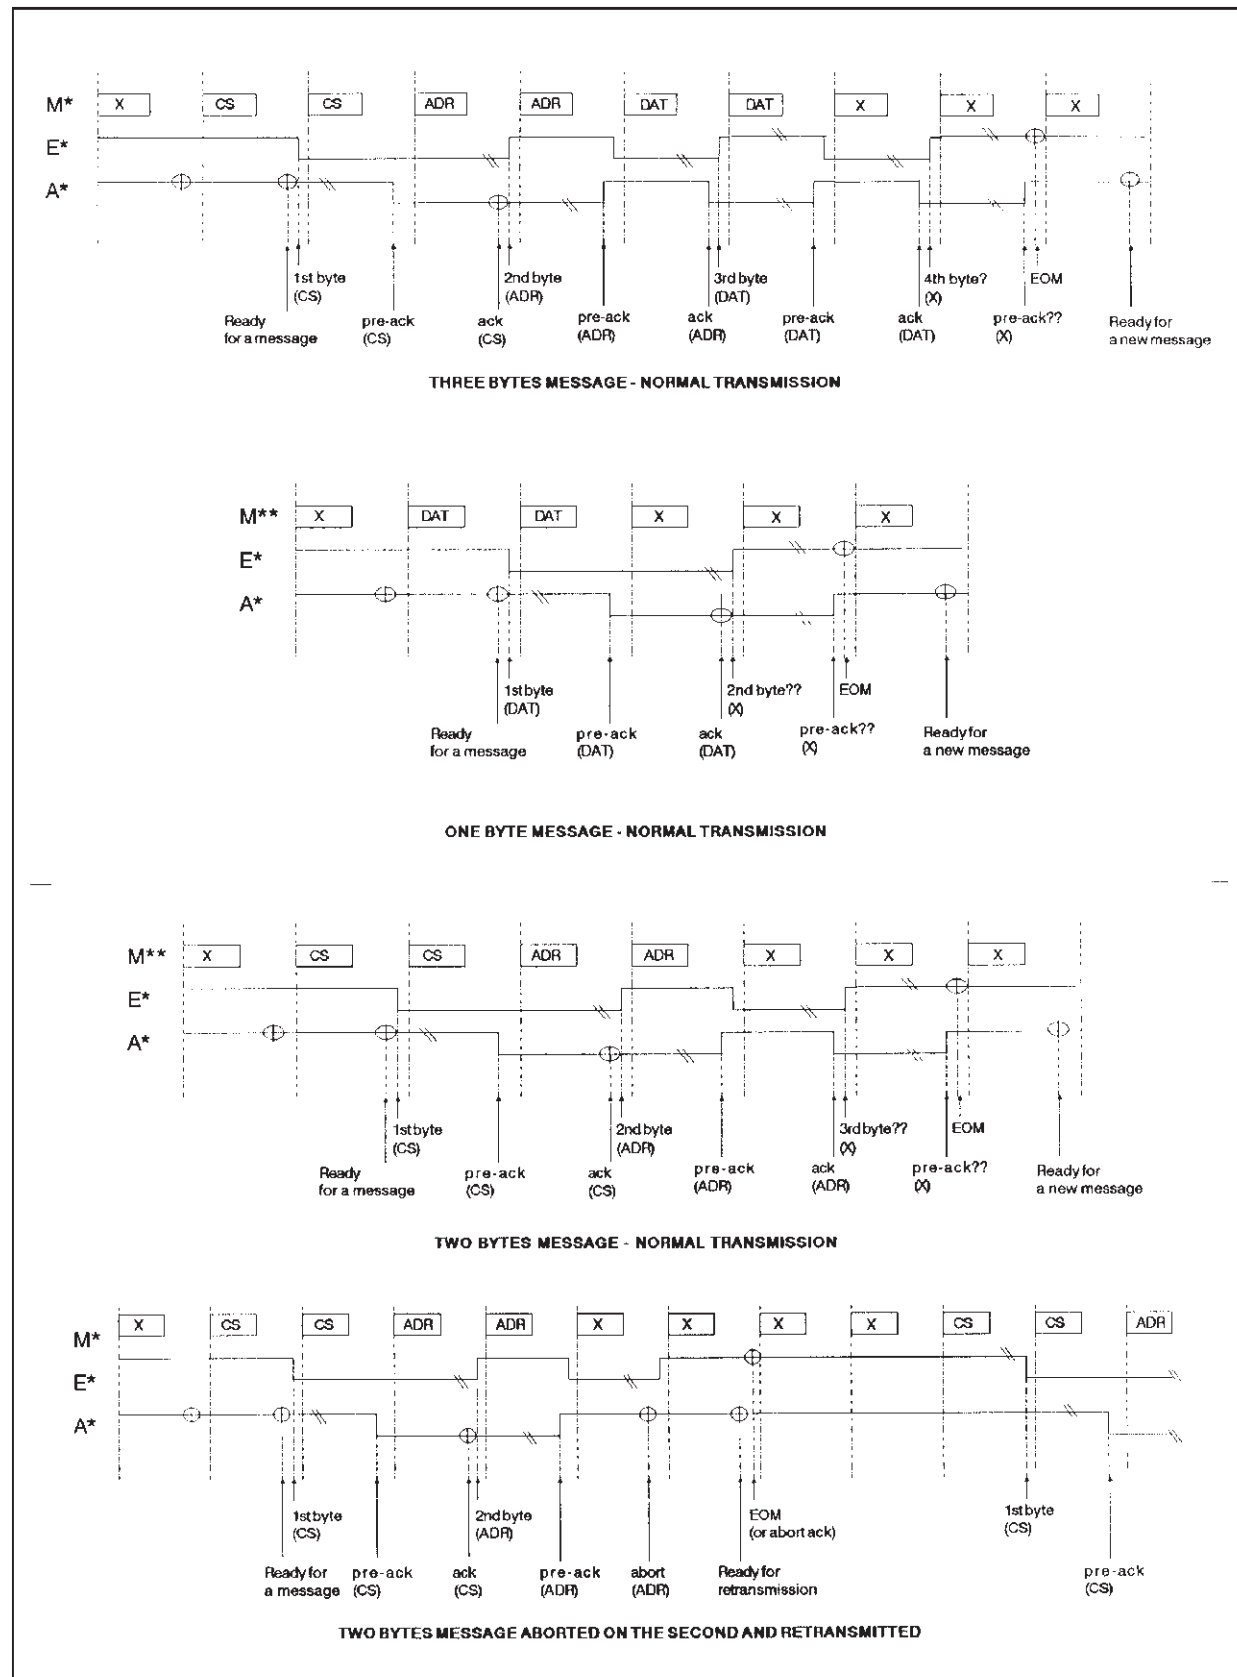 M* X CS CS ADR ADR DAT DAT X X X
E*
A*
1st byte 2nd byte 3rd byte 4th byte? EOM
(CS) (ADR) (DAT) (X)
Ready pre-ack ack pre-ack ack pre-ack ack pre-ack?? Ready for
for a message (CS) (CS) (ADR) (ADR) (DAT) (DAT) (X) a new message
THREE BYTES MESSAGE - NORMAL TRANSMISSION
M** X DAT DAT X X X
E*
A*
1st byte 2nd byte?? EOM
(DAT) (X)
Ready pre-ack ack pre-ack?? Ready for
for a message (DAT) (DAT) (X) a new message
ONE BYTE MESSAGE - NORMAL TRANSMISSION
M** X CS CS ADR ADR X X X
E*
A*
1st byte 2nd byte 3rd byte?? EOM
(CS) (ADR) (X)
Ready pre-ack ack pre-ack ack pre-ack?? Ready for
for a message (CS) (CS) (ADR) (ADR) (X) a new message
TWO BYTES MESSAGE - NORMAL TRANSMISSION
M* X CS CS ADR ADR X X X X CS CS ADR
E*
A*
1st byte 2nd byte EOM 1st byte
(CS) (ADR) (or abort ack) (CS)
Ready for pre-ack ack pre-ack abort Ready for pre-ack
a message (CS) (CS) (ADR) (ADR) retransmission (CS)
TWO BYTES MESSAGE ABORTED ON THE SECOND AND RETRANSMITTED